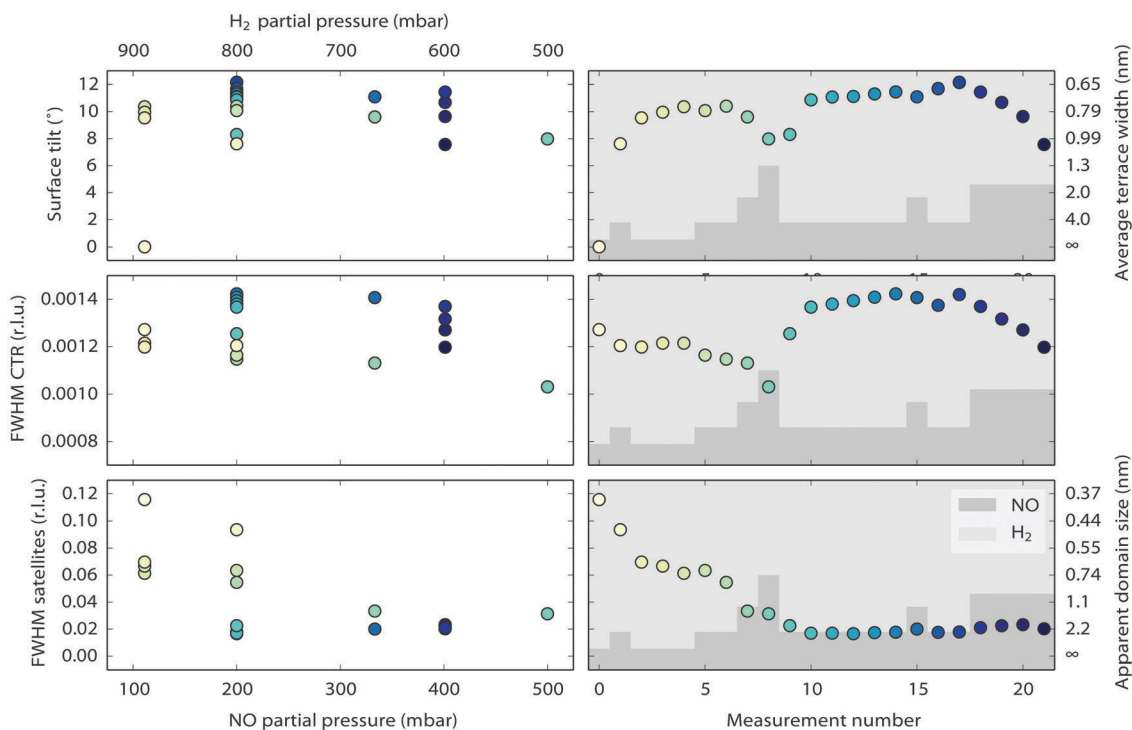 H₂ partial pressure (mbar)
900 800 700 600 500
Surface tilt (°)
12
10
8
6
4
2
0
0.65
0.79
0.99
1.3
2.0
4.0
∞
Average terrace width (nm)
FWHM CTR (r.l.u.)
0.0014
0.0012
0.0010
0.0008
FWHM satellites (r.l.u.)
0.12
0.10
0.08
0.06
0.04
0.02
0.00
NO
H₂
0.37
0.44
0.55
0.74
1.1
2.2
∞
Apparent domain size (nm)
100 200 300 400 500
NO partial pressure (mbar)
0 5 10 15 20
Measurement number